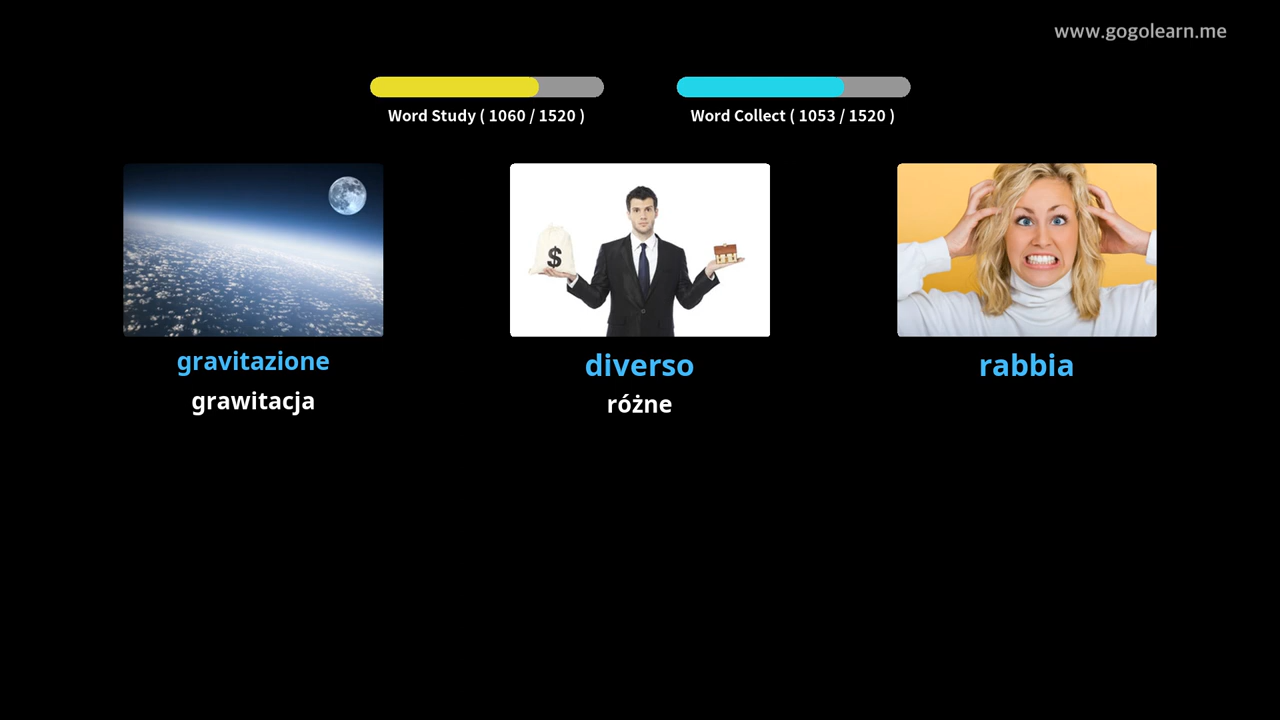 www.gogolearn.me
Word Study ( 1060 / 1520 )
Word Collect ( 1053 / 1520 )
$
gravitazione
diverso
rabbia
grawitacja
różne